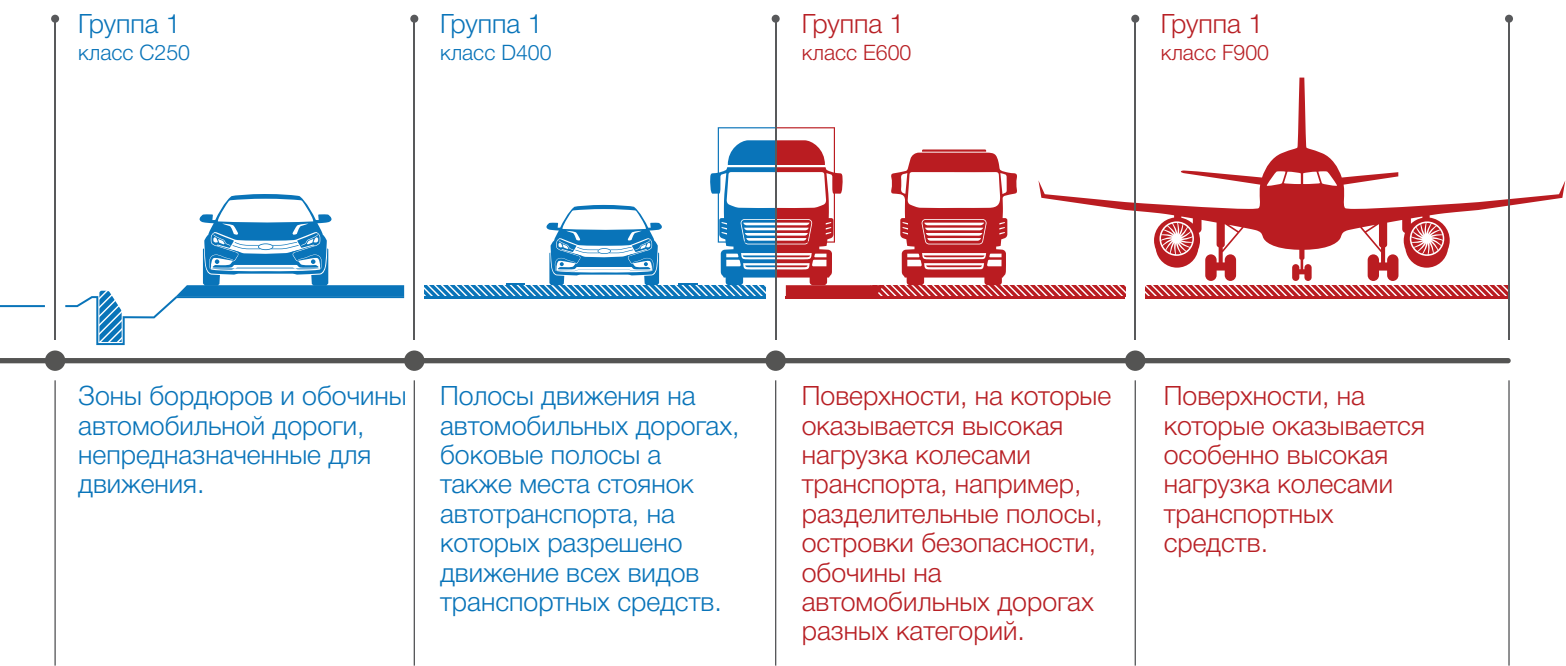 Группа 1
класс C250
Группа 1
класс D400
Группа 1
класс E600
Группа 1
класс F900
Зоны бордюров и обочины
автомобильной дороги,
непредназначенные для
движения.
Полосы движения на
автомобильных дорогах,
боковые полосы а
также места стоянок
автотранспорта, на
которых разрешено
движение всех видов
транспортных средств.
Поверхности, на которые
оказывается высокая
нагрузка колесами
транспорта, например,
разделительные полосы,
островки безопасности,
обочины на
автомобильных дорогах
разных категорий.
Поверхности, на
которые оказывается
особенно высокая
нагрузка колесами
транспортных
средств.